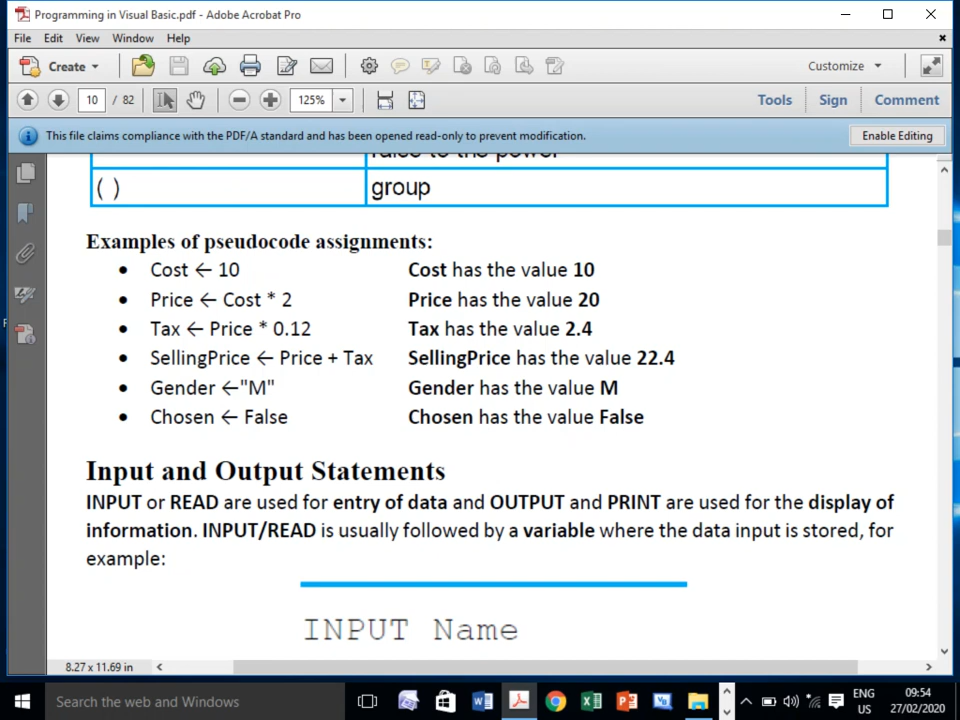 Programming in Visual Basic.pdf - Adobe Acrobat Pro
File Edit View Window Help
Create Customize
10 / 82 125% Tools Sign Comment
This file claims compliance with the PDF/A standard and has been opened read-only to prevent modification. Enable Editing
raise to the power
( ) group
Examples of pseudocode assignments:
• Cost ← 10 Cost has the value 10
• Price ← Cost * 2 Price has the value 20
• Tax ← Price * 0.12 Tax has the value 2.4
• SellingPrice ← Price + Tax SellingPrice has the value 22.4
• Gender ←"M" Gender has the value M
• Chosen ← False Chosen has the value False
Input and Output Statements
INPUT or READ are used for entry of data and OUTPUT and PRINT are used for the display of
information. INPUT/READ is usually followed by a variable where the data input is stored, for
example:
INPUT Name
8.27 x 11.69 in
Search the web and Windows
ENG 09:54
US 27/02/2020